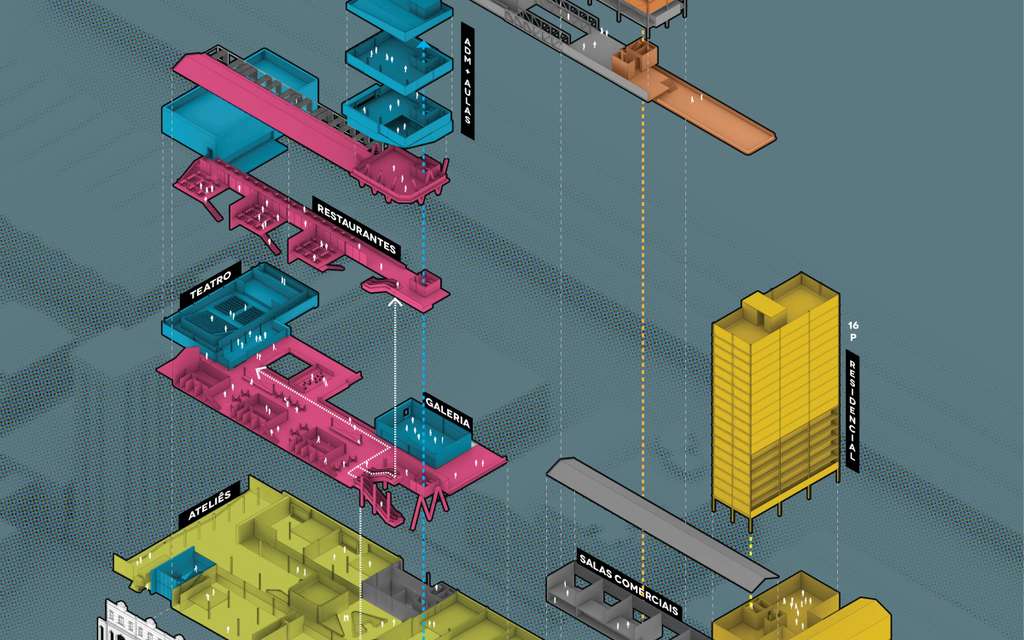 ADM + AULAS
RESTAURANTES
TEATRO
16
P
RESIDENCIAL
GALERIA
ATELIÊS
SALAS COMERCIAIS